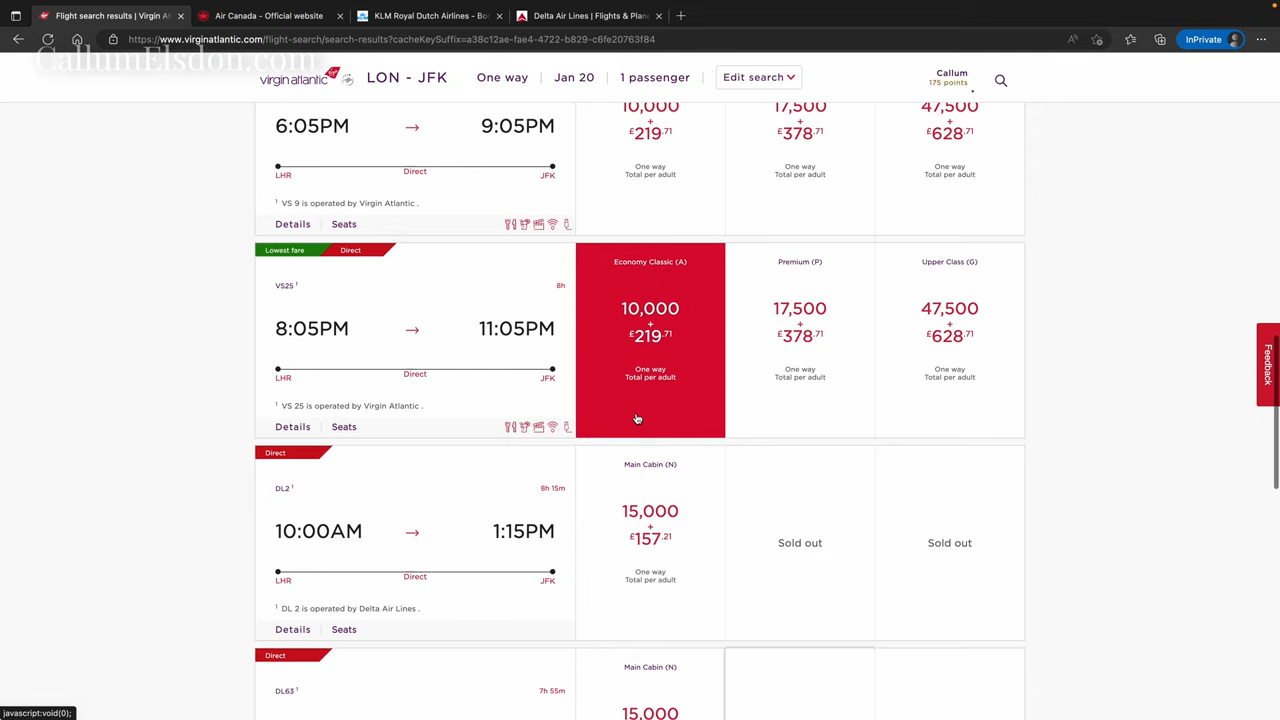 Flight search results | Virgin At
Air Canada - Official website
KLM Royal Dutch Airlines - Bo
Delta Air Lines | Flights & Plan
https://www.virginatlantic.com/flight-search/search-results?cacheKeySuffix=a38c12ae-fae4-4722-b829-c6fe20763f84
InPrivate
CallumElsdon.com
virgin atlantic
LON - JFK
One way
Jan 20
1 passenger
Edit search
Callum
175 points
6:05PM → 9:05PM
LHR Direct JFK
1 VS 9 is operated by Virgin Atlantic .
Details | Seats
10,000
+
£219.71
One way
Total per adult
17,500
+
£378.71
One way
Total per adult
47,500
+
£628.71
One way
Total per adult
Lowest fare Direct
VS25 1 8h
8:05PM → 11:05PM
LHR Direct JFK
1 VS 25 is operated by Virgin Atlantic .
Details | Seats
Economy Classic (A)
10,000
+
£219.71
One way
Total per adult
Premium (P)
17,500
+
£378.71
One way
Total per adult
Upper Class (G)
47,500
+
£628.71
One way
Total per adult
Direct
DL2 1 8h 15m
10:00AM → 1:15PM
LHR Direct JFK
1 DL 2 is operated by Delta Air Lines .
Details | Seats
Main Cabin (N)
15,000
+
£157.21
One way
Total per adult
Sold out
Sold out
Direct
DL63 1 7h 55m
Main Cabin (N)
15,000
Feedback
javascript:void(0);